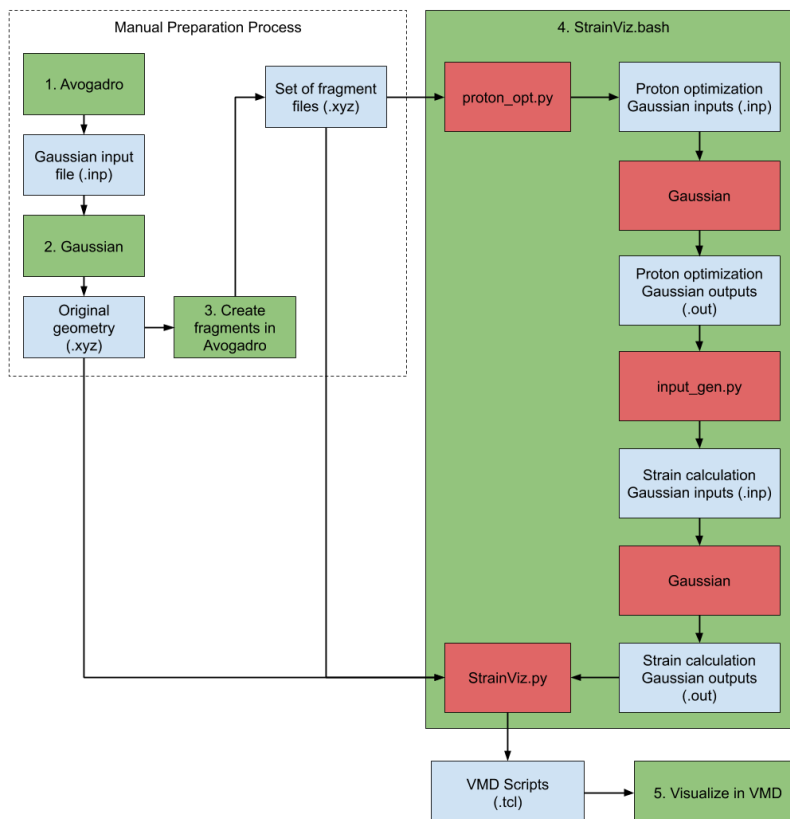 Manual Preparation Process
1. Avogadro
Gaussian input
file (.inp)
2. Gaussian
Original
geometry
(.xyz)
3. Create
fragments in
Avogadro
Set of fragment
files (.xyz)
4. StrainViz.bash
proton_opt.py
Proton optimization
Gaussian inputs (.inp)
Gaussian
Proton optimization
Gaussian outputs
(.out)
input_gen.py
Strain calculation
Gaussian inputs (.inp)
Gaussian
Strain calculation
Gaussian outputs
(.out)
StrainViz.py
VMD Scripts
(.tcl)
5. Visualize in VMD